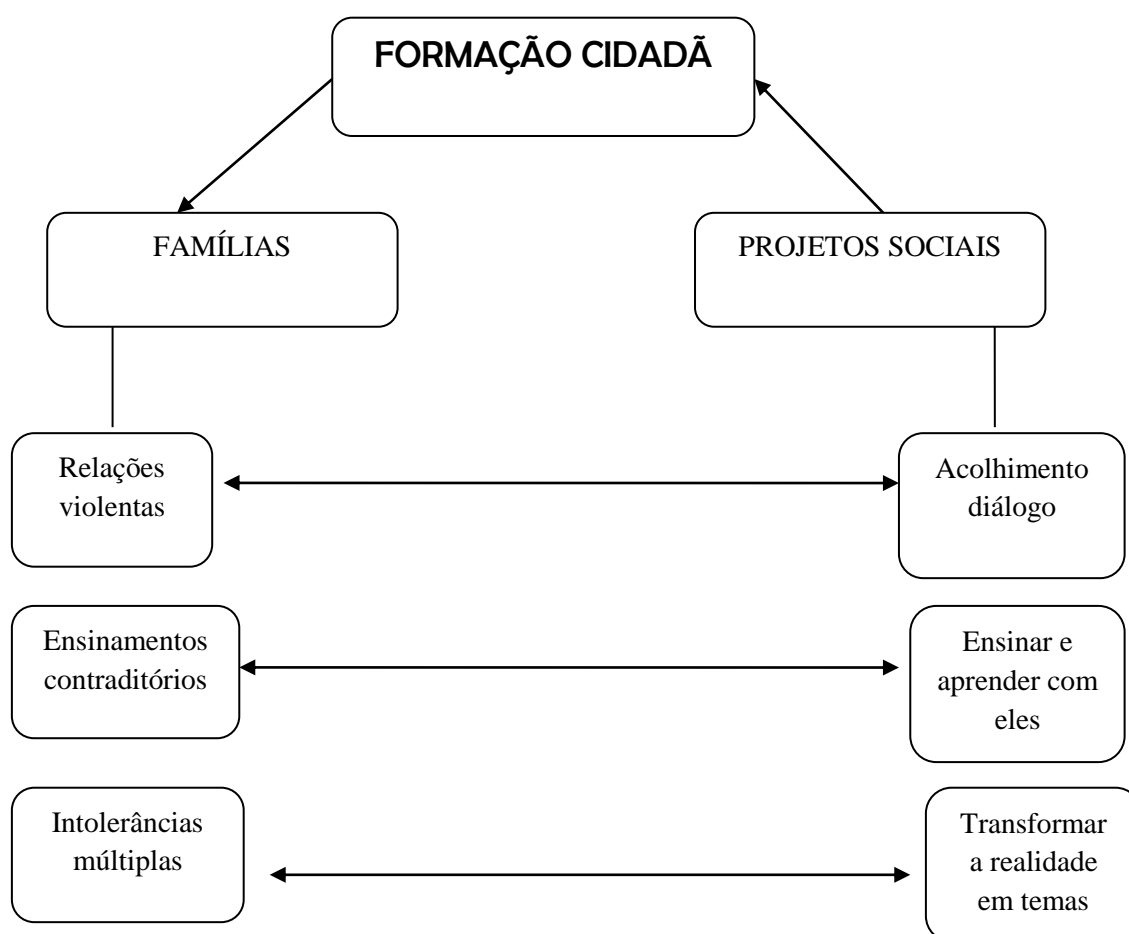 FORMAÇÃO CIDADÃ
FAMÍLIAS
PROJETOS SOCIAIS
Relações
violentas
Acolhimento
diálogo
Ensinamentos
contraditórios
Ensinar e
aprender com
eles
Intolerâncias
múltiplas
Transformar
a realidade
em temas